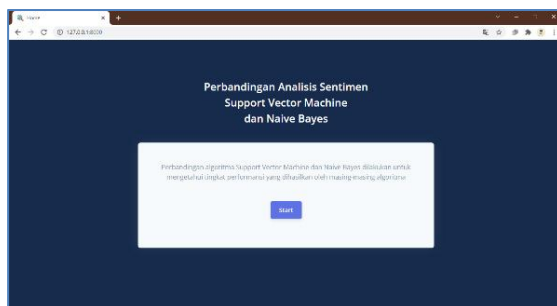 127.0.0.1:8000
Perbandingan Analisis Sentimen
Support Vector Machine
dan Naive Bayes
Perbandingan algoritma Support Vector Machine dan Naive Bayes dilakukan untuk
mengetahui tingkat performansi yang dihasilkan oleh masing-masing algoritma
Start